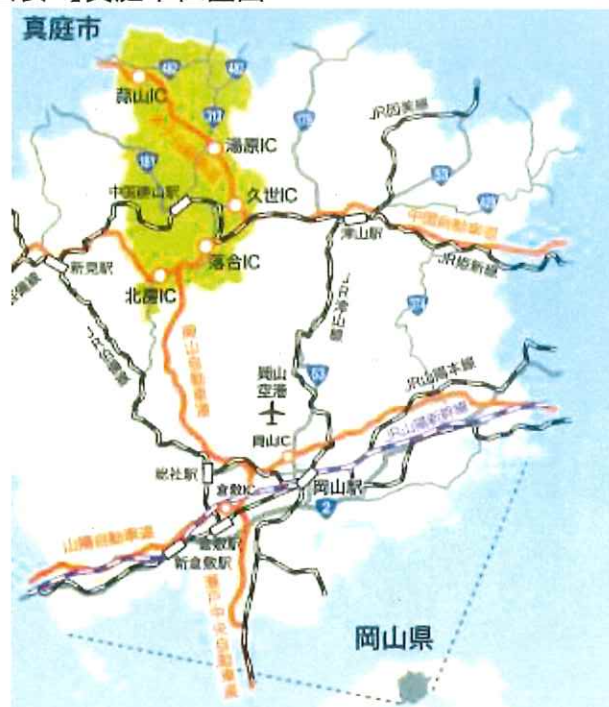 真庭市
482
482
蒜山IC
313
179
JR因美線
湯原IC
181
53
中国勝山駅
久世IC
429
津山駅
中国自動車道
落合IC
JR姫新線
新見駅
北房IC
374
JR津山線
JR伯備線
岡山自動車道
岡山
空港
53
JR山陽本線
岡山IC
JR山陽新幹線
総社駅
岡山駅
倉敷IC
2
山陽自動車道
倉敷駅
新倉敷駅
瀬戸中央自動車道
岡山県